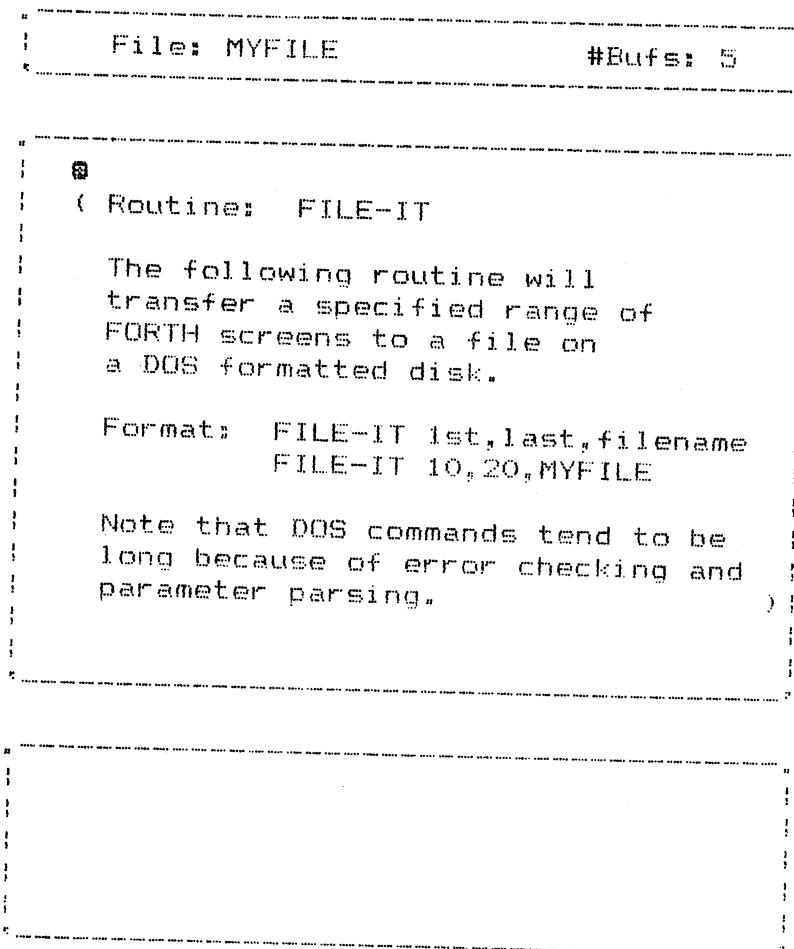 File: MYFILE #Bufs: 5
( Routine: FILE-IT
The following routine will
transfer a specified range of
FORTH screens to a file on
a DOS formatted disk.
Format: FILE-IT 1st,last,filename
FILE-IT 10,20,MYFILE
Note that DOS commands tend to be
long because of error checking and
parameter parsing. )